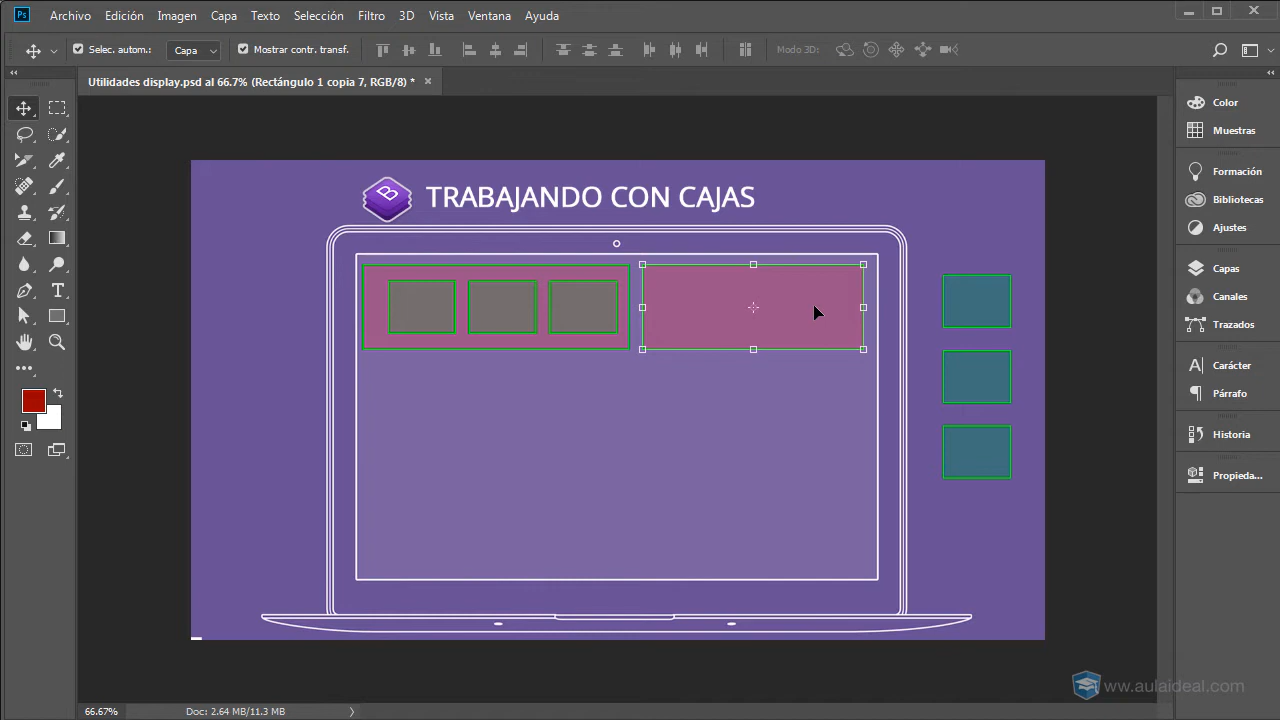 Ps Archivo Edición Imagen Capa Texto Selección Filtro 3D Vista Ventana Ayuda
Selec. autom.: Capa Mostrar contr. transf. Modo 3D:
Utilidades display.psd al 66.7% (Rectángulo 1 copia 7, RGB/8) *
B TRABAJANDO CON CAJAS
Color
Muestras
Formación
Bibliotecas
Ajustes
Capas
Canales
Trazados
Carácter
Párrafo
Historia
Propieda...
ww.aulaideal.com
66.67% Doc: 2.64 MB/11.3 MB